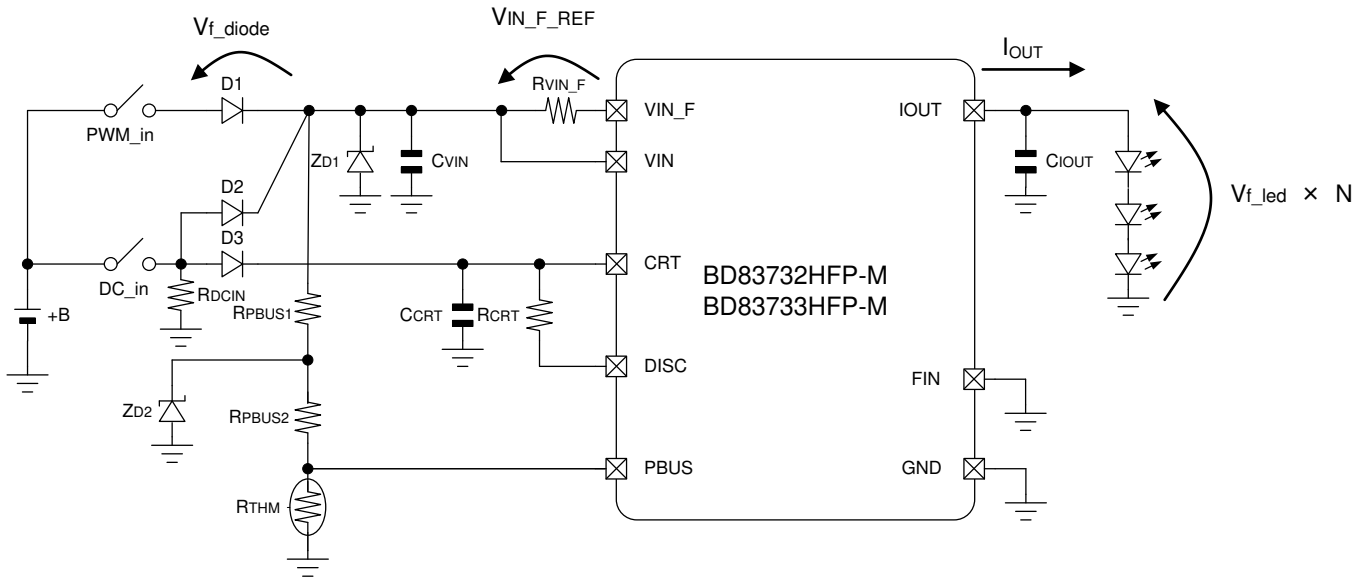 Vf_diode
VIN_F_REF
IOUT
D1
RVIN_F
VIN_F
IOUT
PWM_in
ZD1
CVIN
VIN
CIOUT
Vf_led × N
D2
D3
CRT
BD83732HFP-M
BD83733HFP-M
DC_in
RDCIN
RPBUS1
CCRT
RCRT
+B
DISC
FIN
ZD2
RPBUS2
PBUS
GND
RTHM